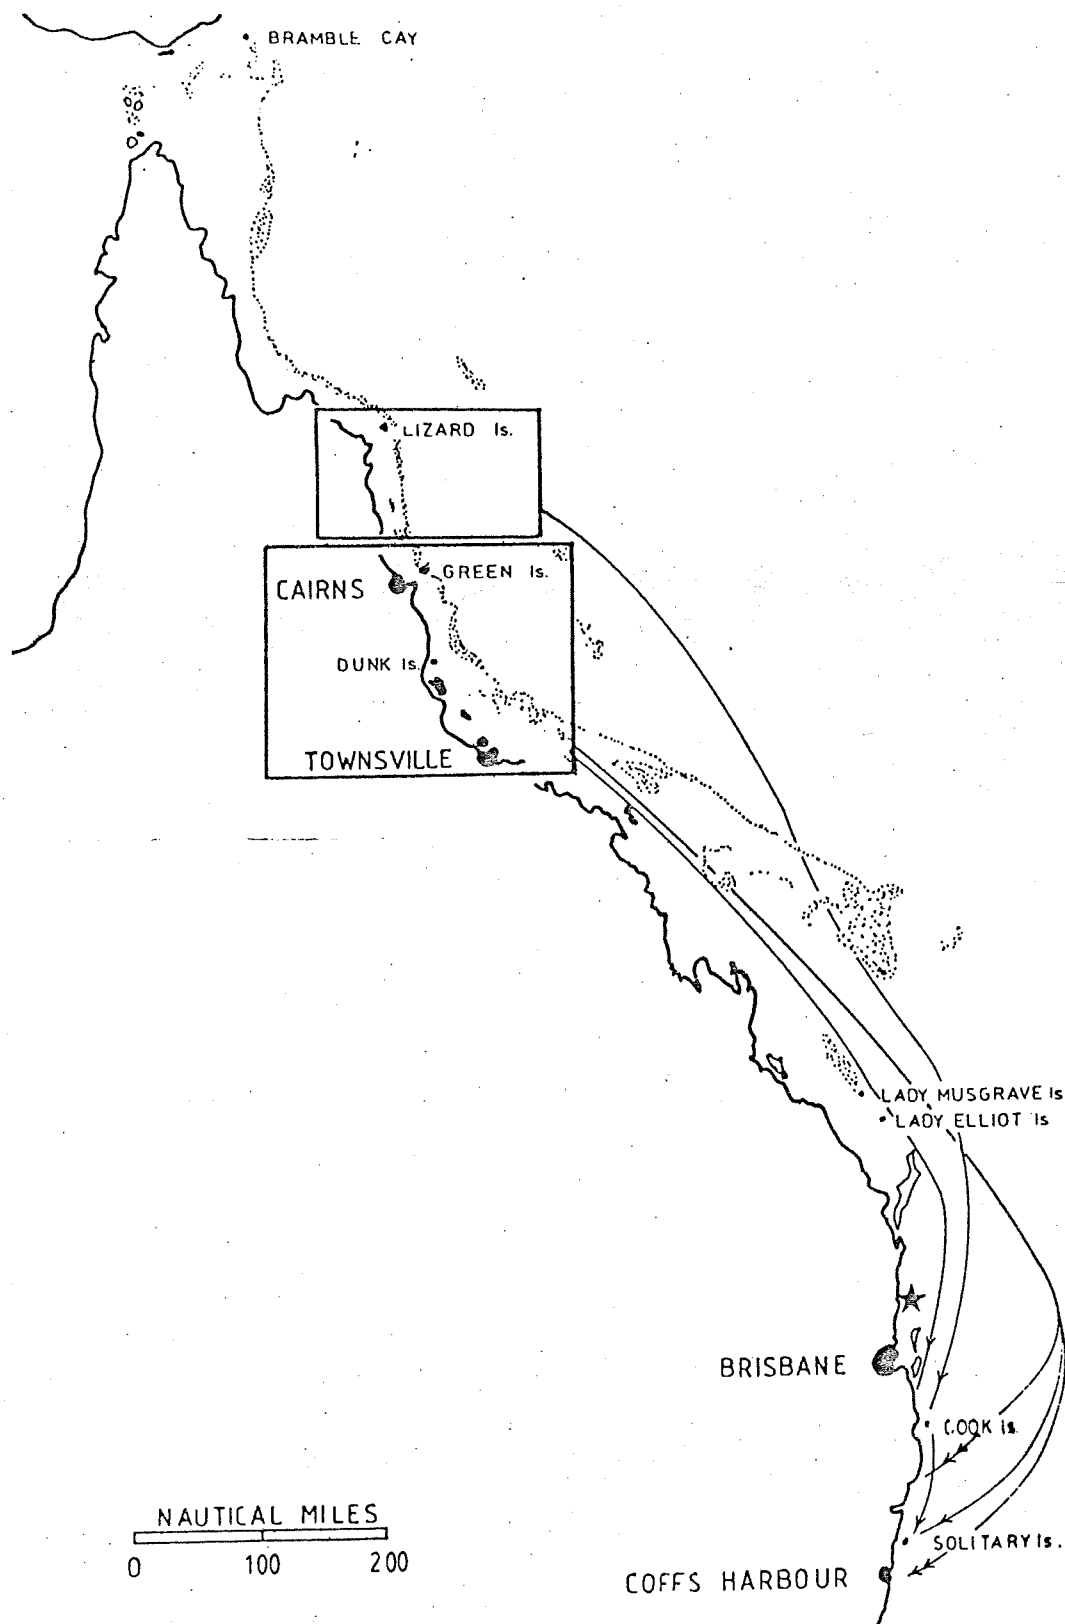 BRAMBLE CAY
LIZARD Is.
GREEN Is.
CAIRNS
DUNK Is.
TOWNSVILLE
LADY MUSGRAVE Is
LADY ELLIOT Is
BRISBANE
COOK Is.
NAUTICAL MILES
0 100 200
SOLITARY Is.
COFFS HARBOUR